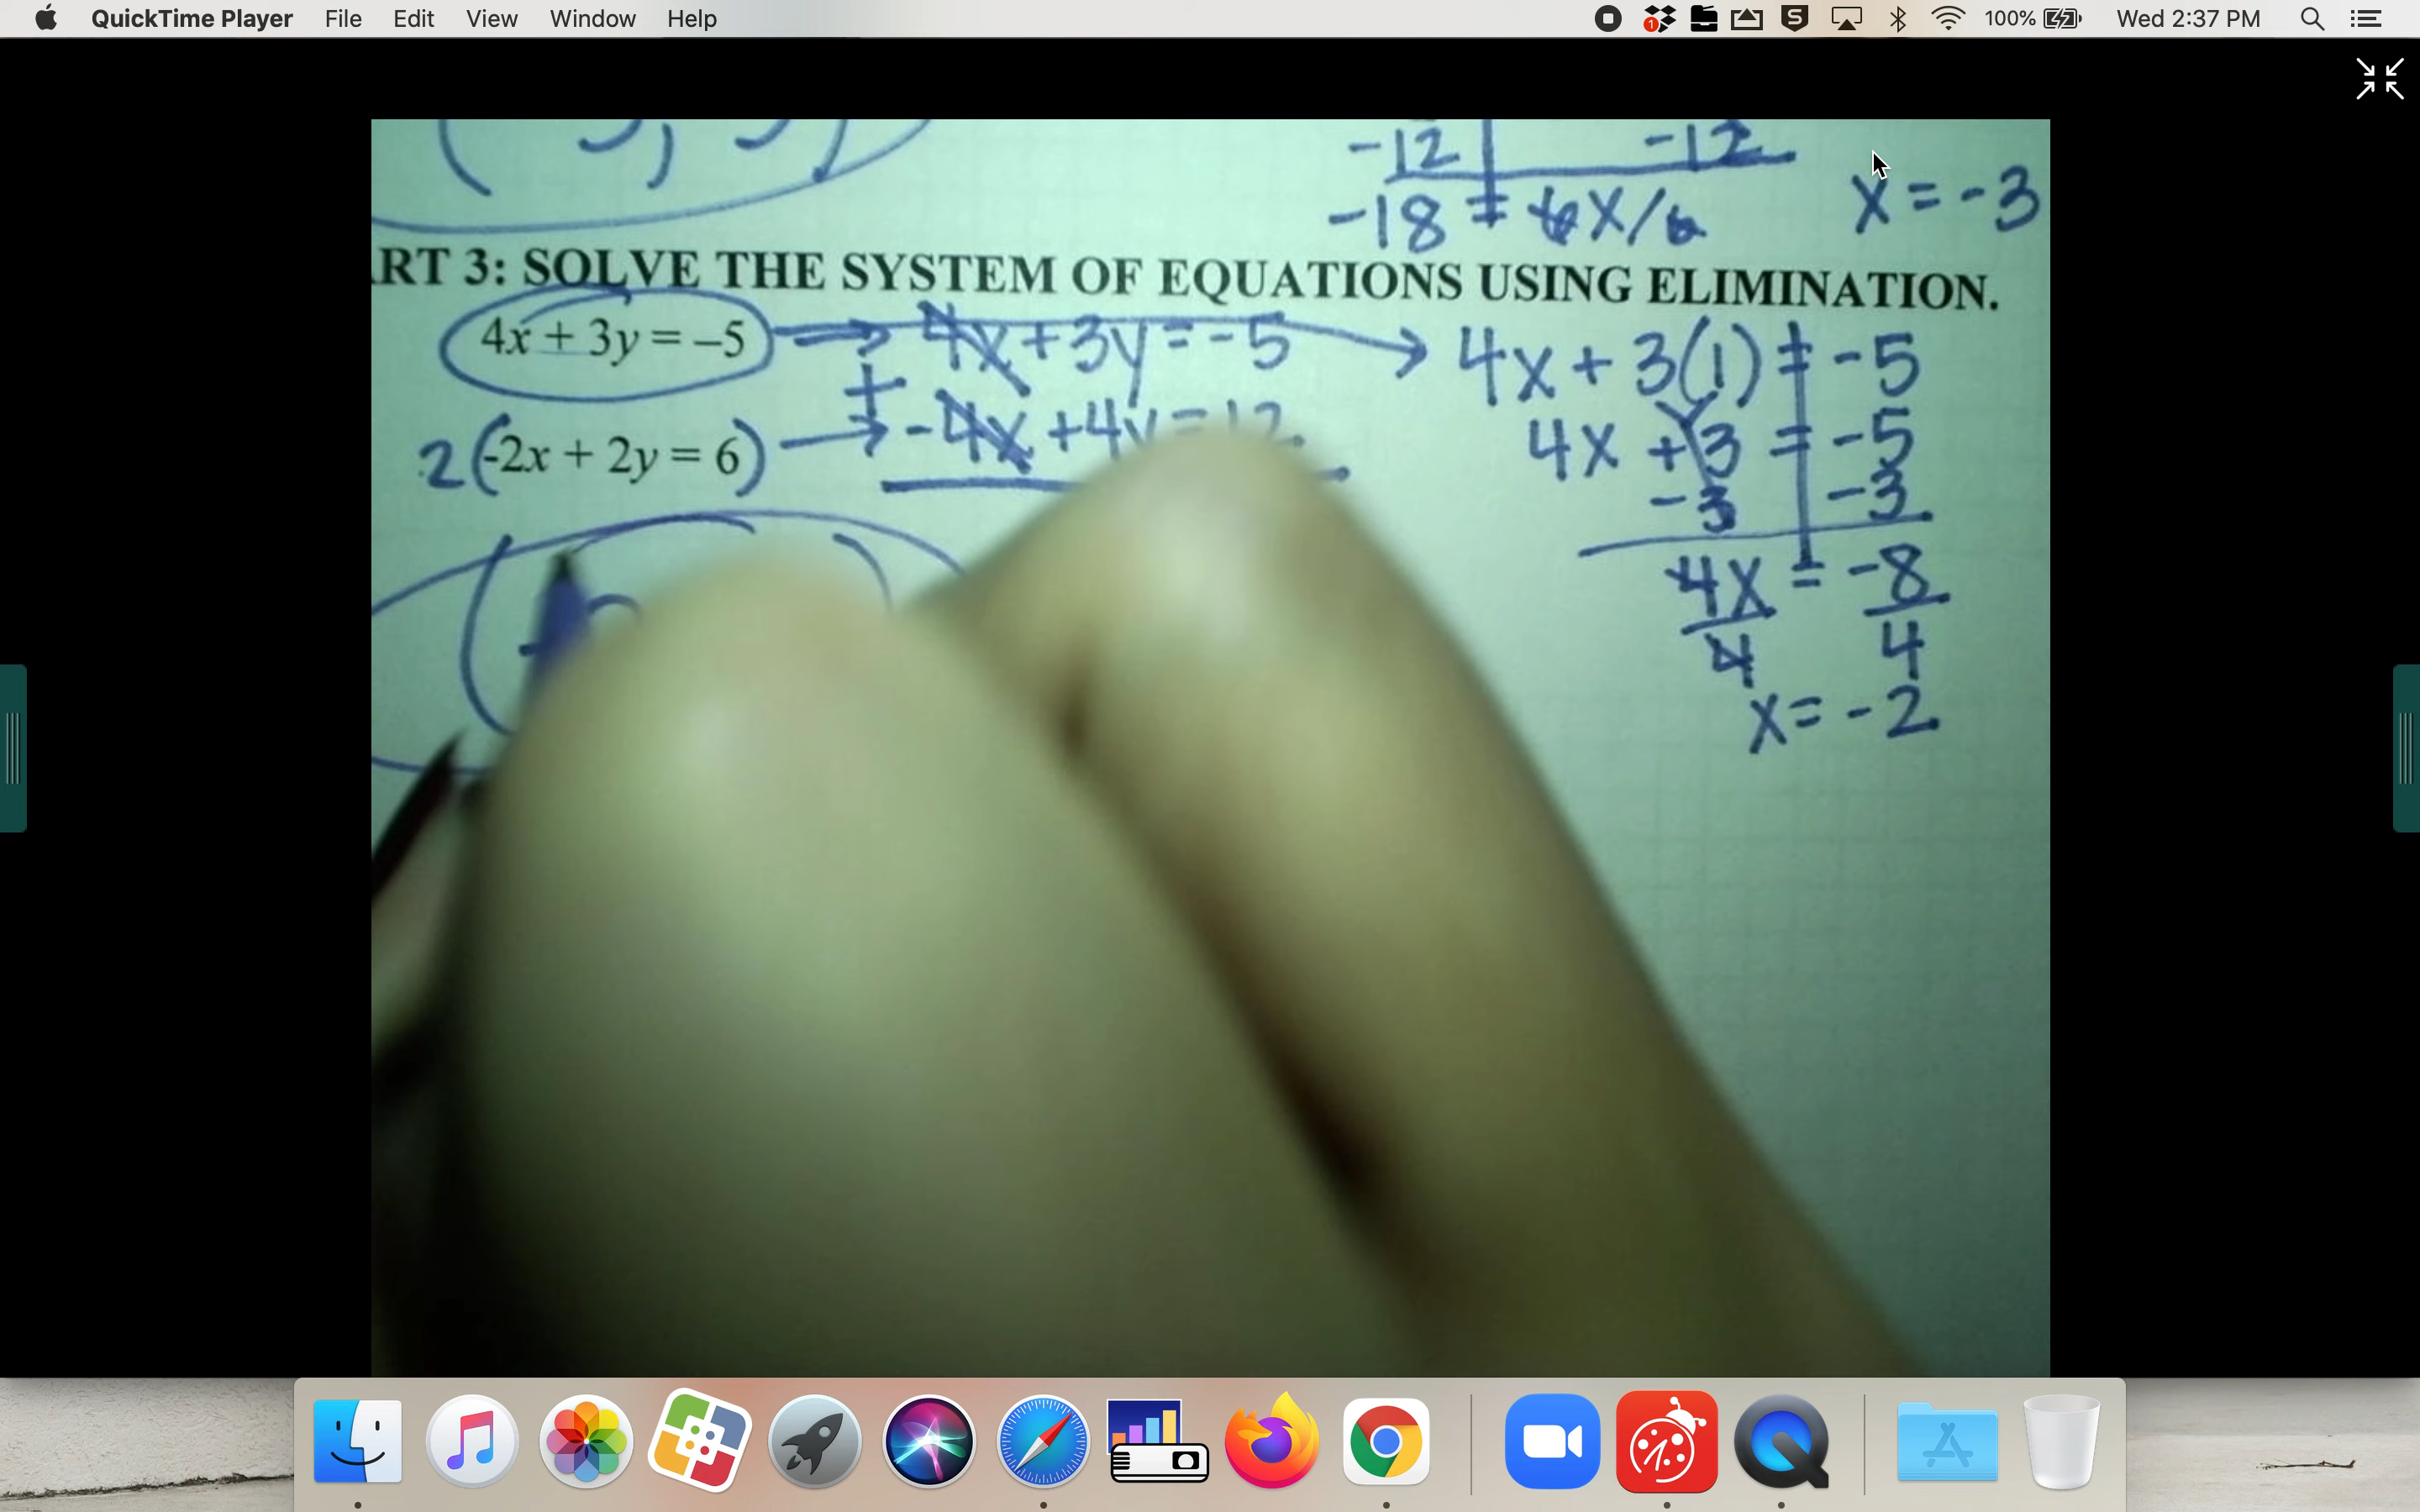 QuickTime Player File Edit View Window Help 1 S 100% Wed 2:37 PM
-12 -12
-18 = 6x/6 x = -3
RT 3: SOLVE THE SYSTEM OF EQUATIONS USING ELIMINATION.
4x + 3y = –5 4x + 3y = -5 4x + 3(1) = -5
+
2(-2x + 2y = 6) -4x + 4y = 12 4x + 3 = -5
-3 -3
4x = -8
4 4
x = -2